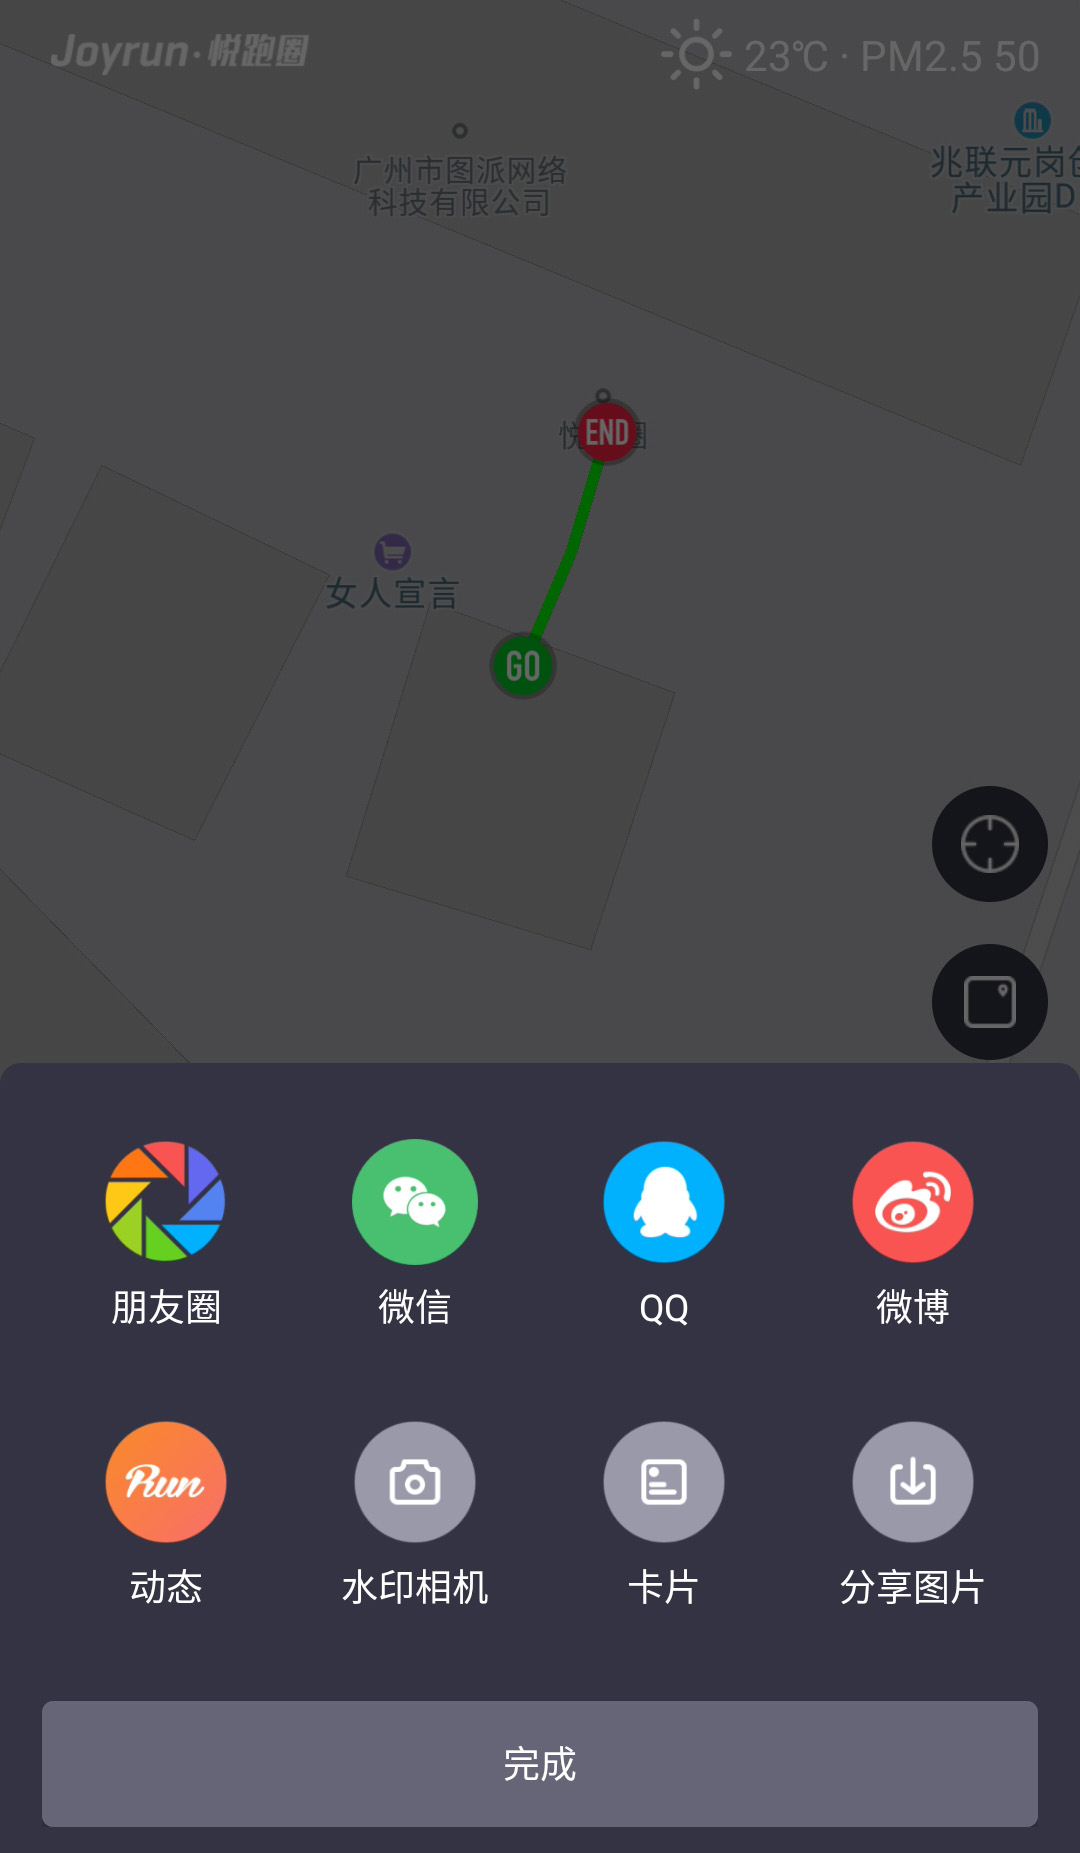 Joyrun·悦跑圈
23℃ · PM2.5 50
广州市图派网络
科技有限公司
兆联元岗创
产业园D
END
女人宣言
GO
朋友圈
微信
QQ
微博
Run
动态
水印相机
卡片
分享图片
完成